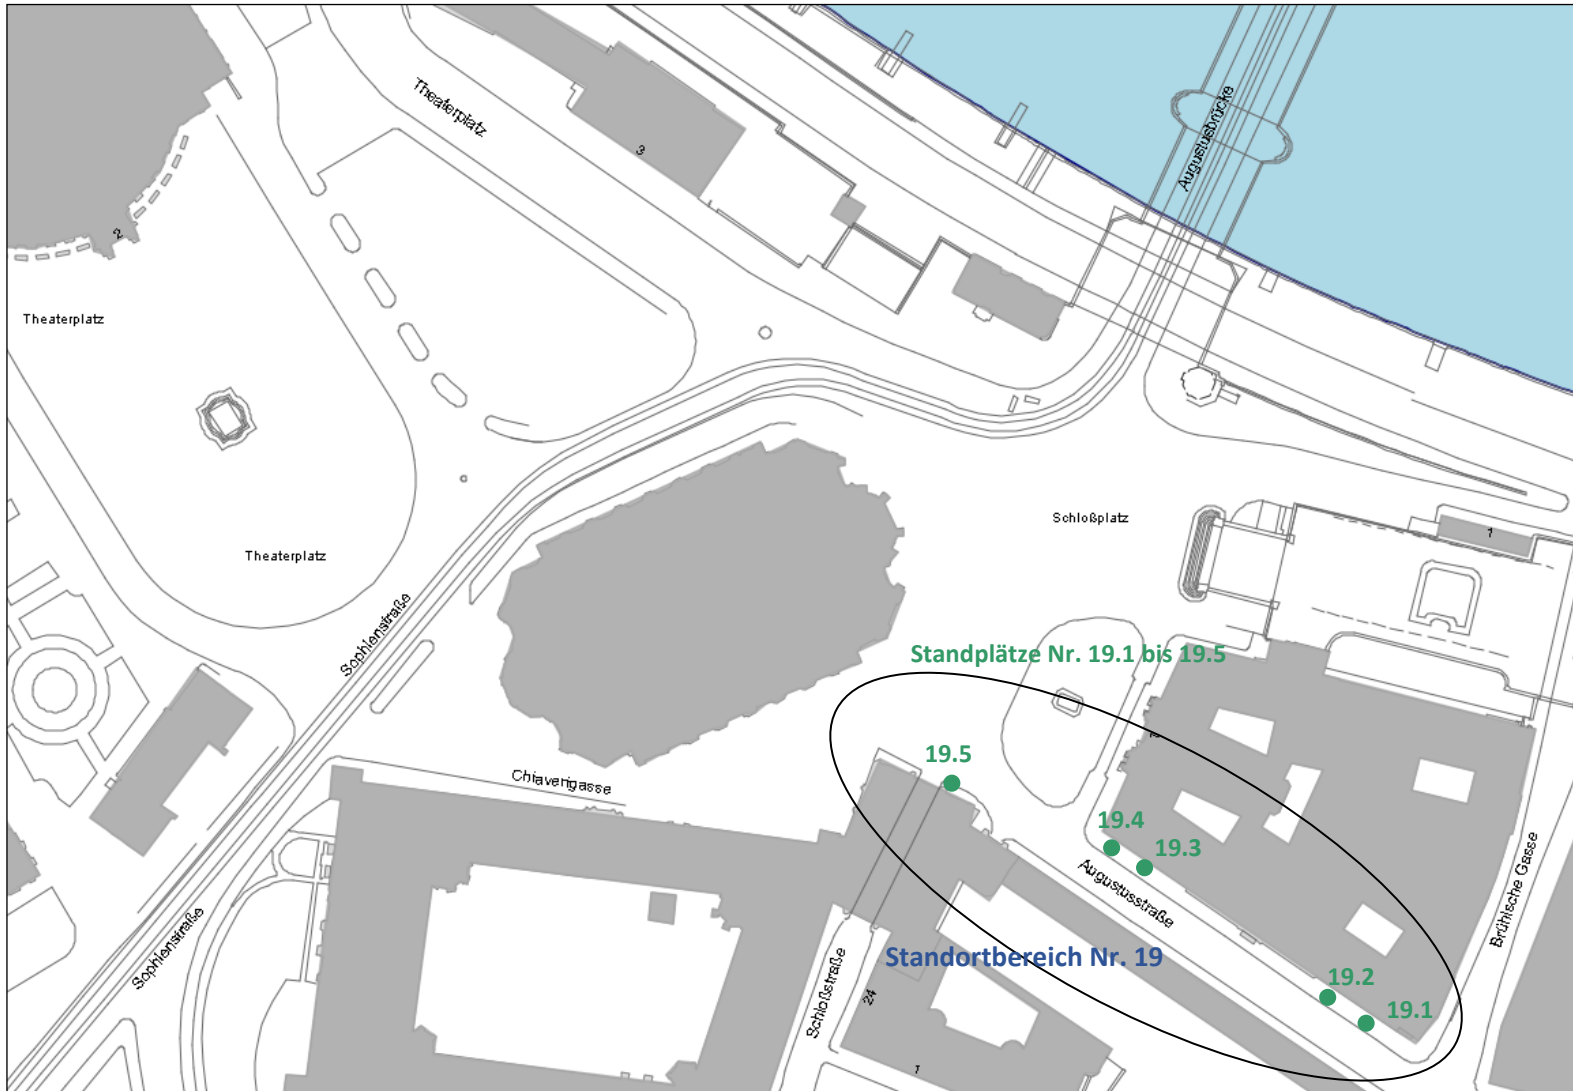 Theaterplatz
Augustusbrücke
3
2
Theaterplatz
Schloßplatz
1
Theaterplatz
Sophienstraße
Standplätze Nr. 19.1 bis 19.5
2
19.5
Chiaverigasse
19.4
19.3
Augustusstraße
Brühlsche Gasse
Sophienstraße
Standortbereich Nr. 19
Schloßstraße
24
19.2
19.1
1